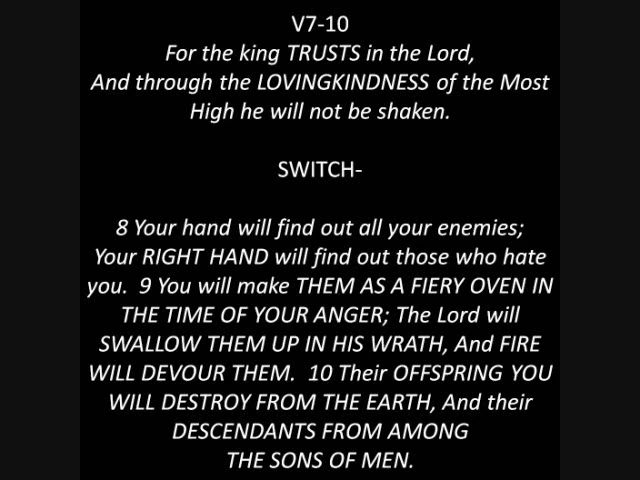 V7-10
For the king TRUSTS in the Lord,
And through the LOVINGKINDNESS of the Most
High he will not be shaken.
SWITCH-
8 Your hand will find out all your enemies;
Your RIGHT HAND will find out those who hate
you.  9 You will make THEM AS A FIERY OVEN IN
THE TIME OF YOUR ANGER; The Lord will
SWALLOW THEM UP IN HIS WRATH, And FIRE
WILL DEVOUR THEM.  10 Their OFFSPRING YOU
WILL DESTROY FROM THE EARTH, And their
DESCENDANTS FROM AMONG
THE SONS OF MEN.